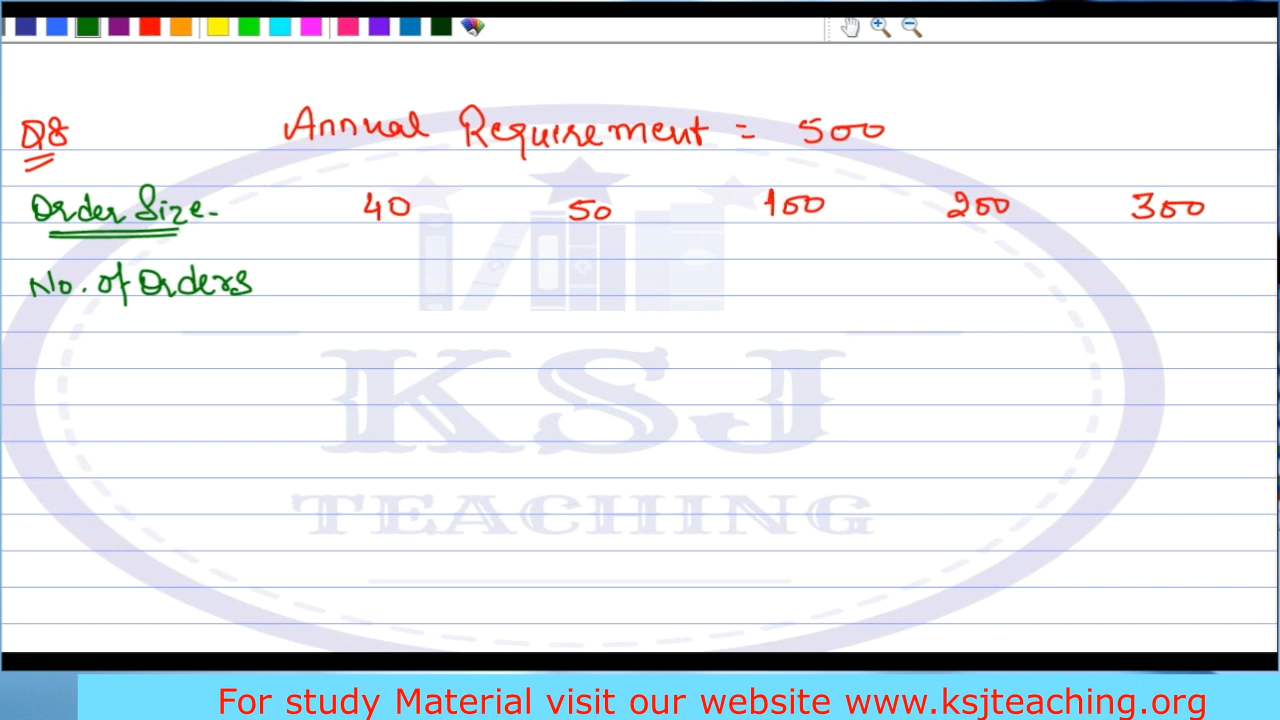 Q8 Annual Requirement = 500
Order Size- 40 50 100 200 300
No. of Orders
KSJ
TEACHING
For study Material visit our website www.ksjteaching.org